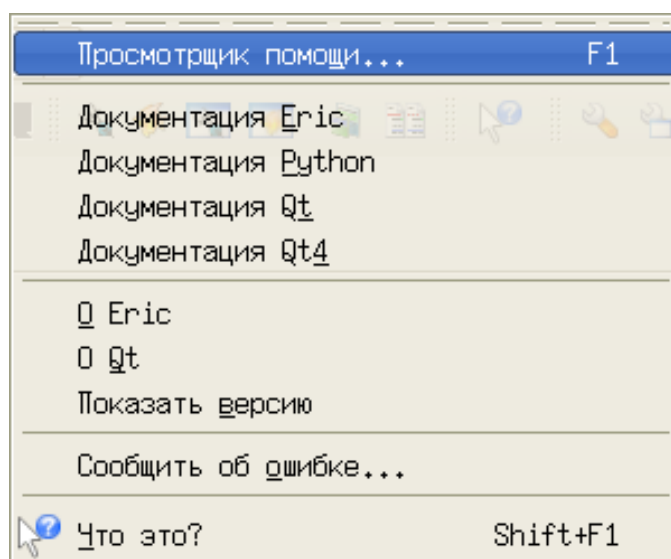 Просмотрщик помощи... F1
Документация Eric
Документация Python
Документация Qt
Документация Qt4
О Eric
О Qt
Показать версию
Сообщить об ошибке...
Что это? Shift+F1